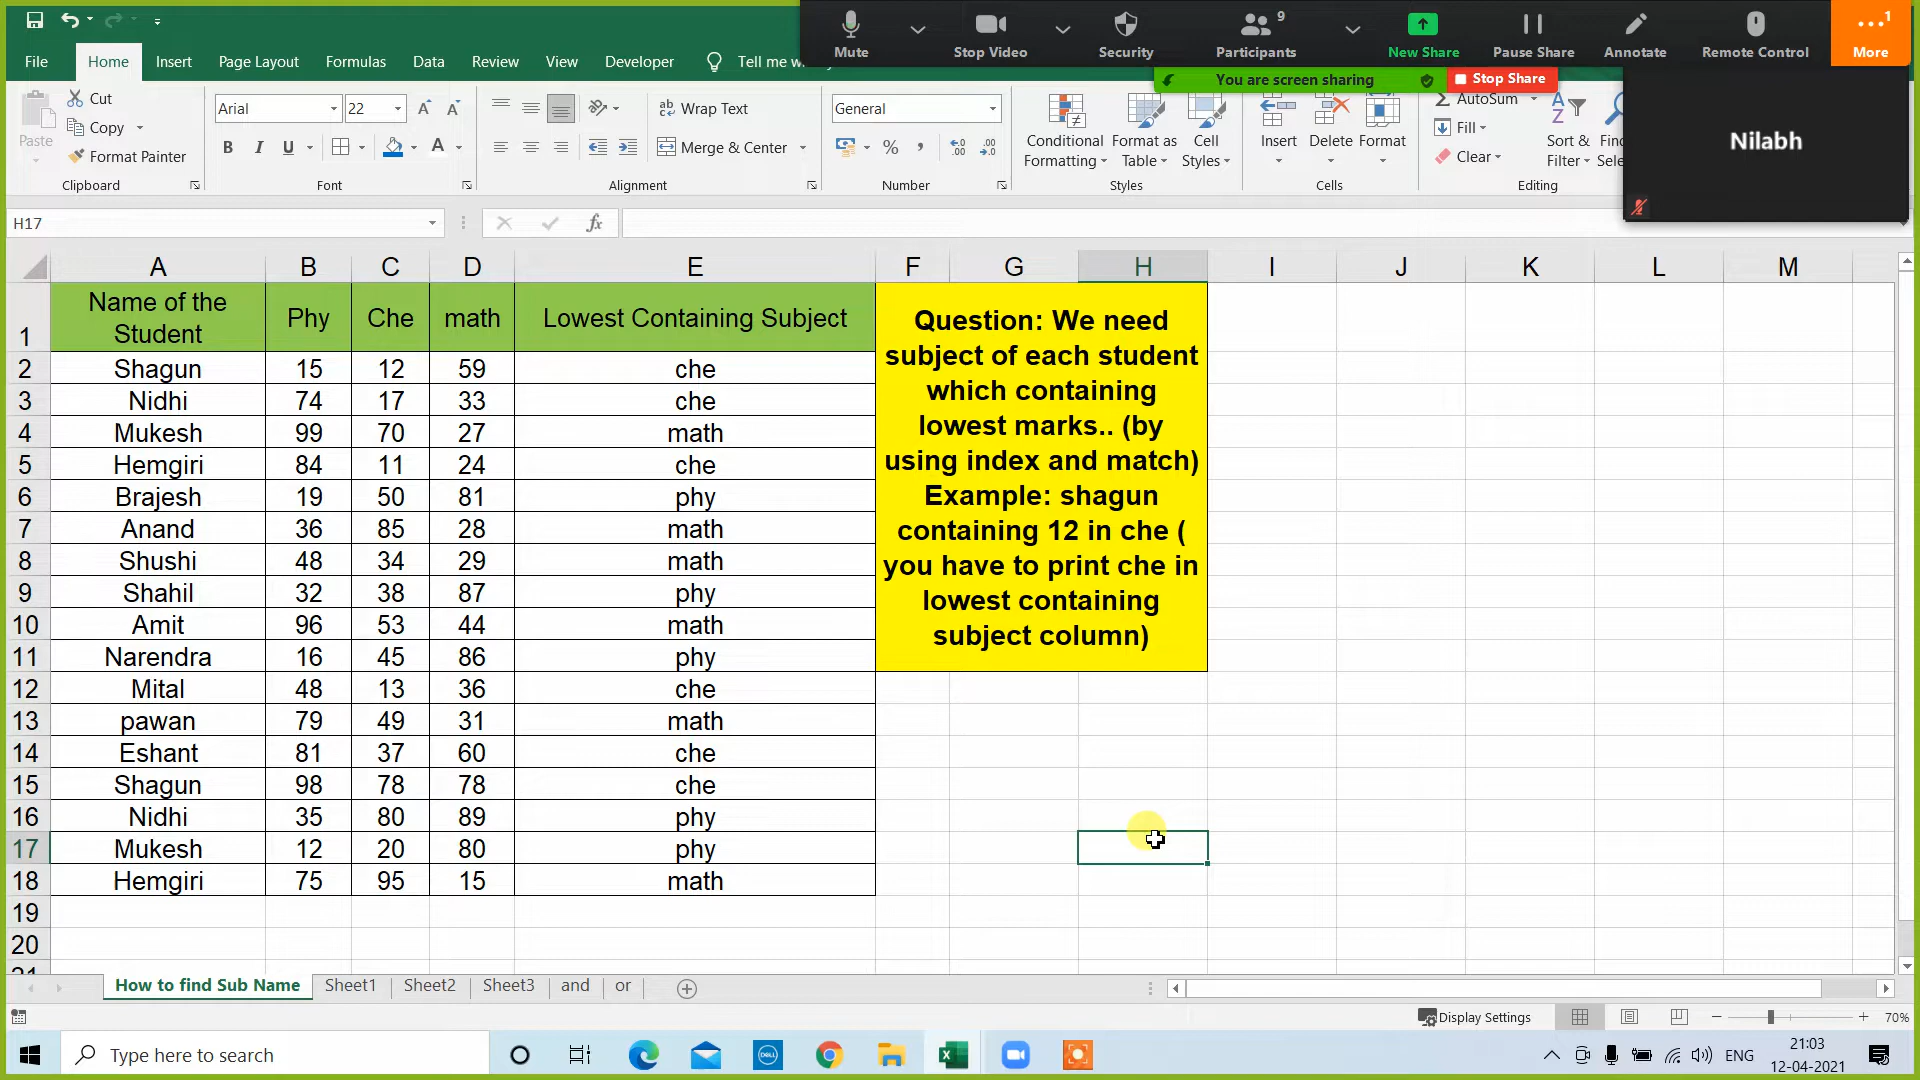 Mute
Stop Video
Security
Participants
9
New Share
Pause Share
Annotate
Remote Control
1
More
File
Home
Insert
Page Layout
Formulas
Data
Review
View
Developer
You are screen sharing
Stop Share
Nilabh
Paste
Cut
Copy
Format Painter
Clipboard
Arial
22
B I U
A
Font
ab Wrap Text
Merge & Center
Alignment
General
% ,
Number
Conditional
Formatting
Format as
Table
Cell
Styles
Styles
Insert
Delete
Format
Cells
AutoSum
Fill
Clear
Sort &
Filter
Editing
H17
fx
A B C D E F G H I J K L M
1 Name of the
Student
Phy Che math Lowest Containing Subject
2 Shagun 15 12 59 che
3 Nidhi 74 17 33 che
4 Mukesh 99 70 27 math
5 Hemgiri 84 11 24 che
6 Brajesh 19 50 81 phy
7 Anand 36 85 28 math
8 Shushi 48 34 29 math
9 Shahil 32 38 87 phy
10 Amit 96 53 44 math
11 Narendra 16 45 86 phy
12 Mital 48 13 36 che
13 pawan 79 49 31 math
14 Eshant 81 37 60 che
15 Shagun 98 78 78 che
16 Nidhi 35 80 89 phy
17 Mukesh 12 20 80 phy
18 Hemgiri 75 95 15 math
19
20
Question: We need
subject of each student
which containing
lowest marks.. (by
using index and match)
Example: shagun
containing 12 in che (
you have to print che in
lowest containing
subject column)
How to find Sub Name
Sheet1
Sheet2
Sheet3
and
or
Display Settings
70%
Type here to search
DELL
ENG
21:03
12-04-2021